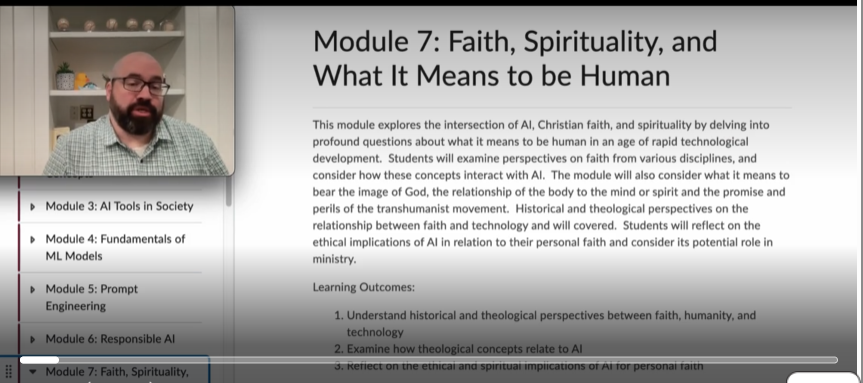 Module 7: Faith, Spirituality, and
What It Means to be Human
This module explores the intersection of AI, Christian faith, and spirituality by delving into
profound questions about what it means to be human in an age of rapid technological
development. Students will examine perspectives on faith from various disciplines, and
consider how these concepts interact with AI. The module will also consider what it means to
bear the image of God, the relationship of the body to the mind or spirit and the promise and
perils of the transhumanist movement. Historical and theological perspectives on the
relationship between faith and technology and will covered. Students will reflect on the
ethical implications of AI in relation to their personal faith and consider its potential role in
ministry.
Learning Outcomes:
1. Understand historical and theological perspectives between faith, humanity, and
technology
2. Examine how theological concepts relate to AI
3. Reflect on the ethical and spiritual implications of AI for personal faith
Module 3: AI Tools in Society
Module 4: Fundamentals of
ML Models
Module 5: Prompt
Engineering
Module 6: Responsible AI
Module 7: Faith, Spirituality,